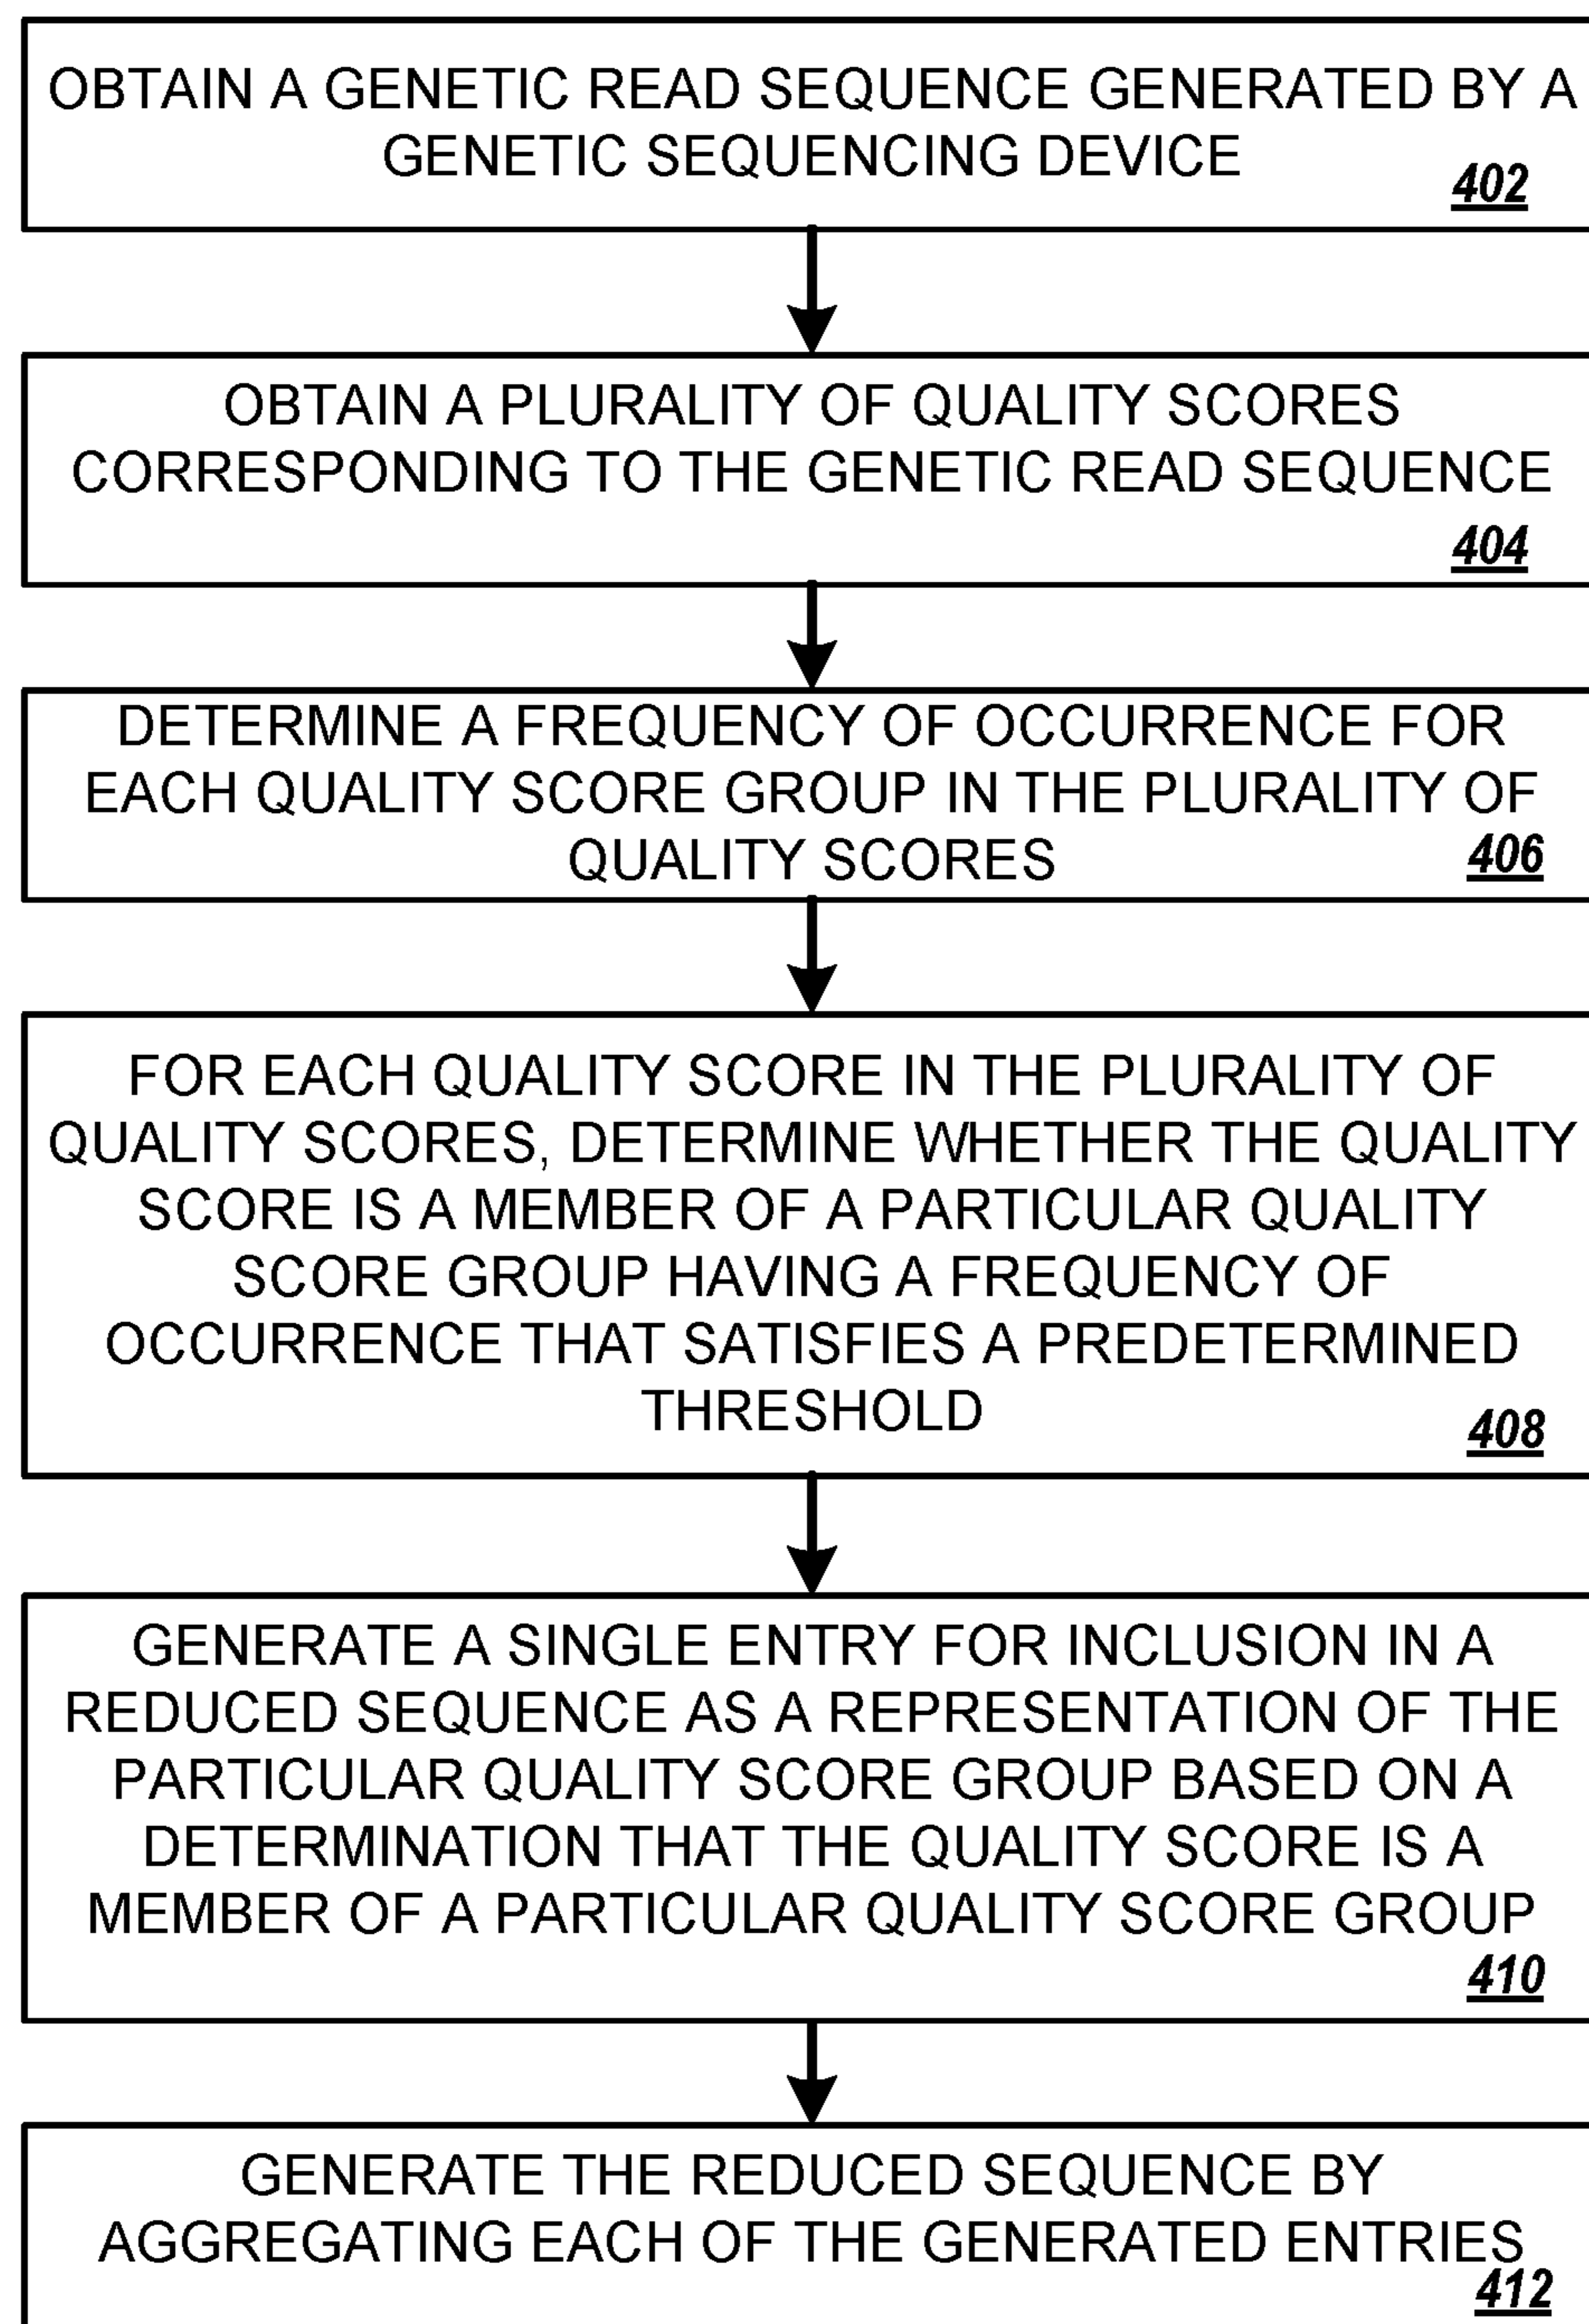 OBTAIN A GENETIC READ SEQUENCE GENERATED BY A
GENETIC SEQUENCING DEVICE
402
OBTAIN A PLURALITY OF QUALITY SCORES
CORRESPONDING TO THE GENETIC READ SEQUENCE
404
DETERMINE A FREQUENCY OF OCCURRENCE FOR
EACH QUALITY SCORE GROUP IN THE PLURALITY OF
QUALITY SCORES
406
FOR EACH QUALITY SCORE IN THE PLURALITY OF
QUALITY SCORES, DETERMINE WHETHER THE QUALITY
SCORE IS A MEMBER OF A PARTICULAR QUALITY
SCORE GROUP HAVING A FREQUENCY OF
OCCURRENCE THAT SATISFIES A PREDETERMINED
THRESHOLD
408
GENERATE A SINGLE ENTRY FOR INCLUSION IN A
REDUCED SEQUENCE AS A REPRESENTATION OF THE
PARTICULAR QUALITY SCORE GROUP BASED ON A
DETERMINATION THAT THE QUALITY SCORE IS A
MEMBER OF A PARTICULAR QUALITY SCORE GROUP
410
GENERATE THE REDUCED SEQUENCE BY
AGGREGATING EACH OF THE GENERATED ENTRIES
412